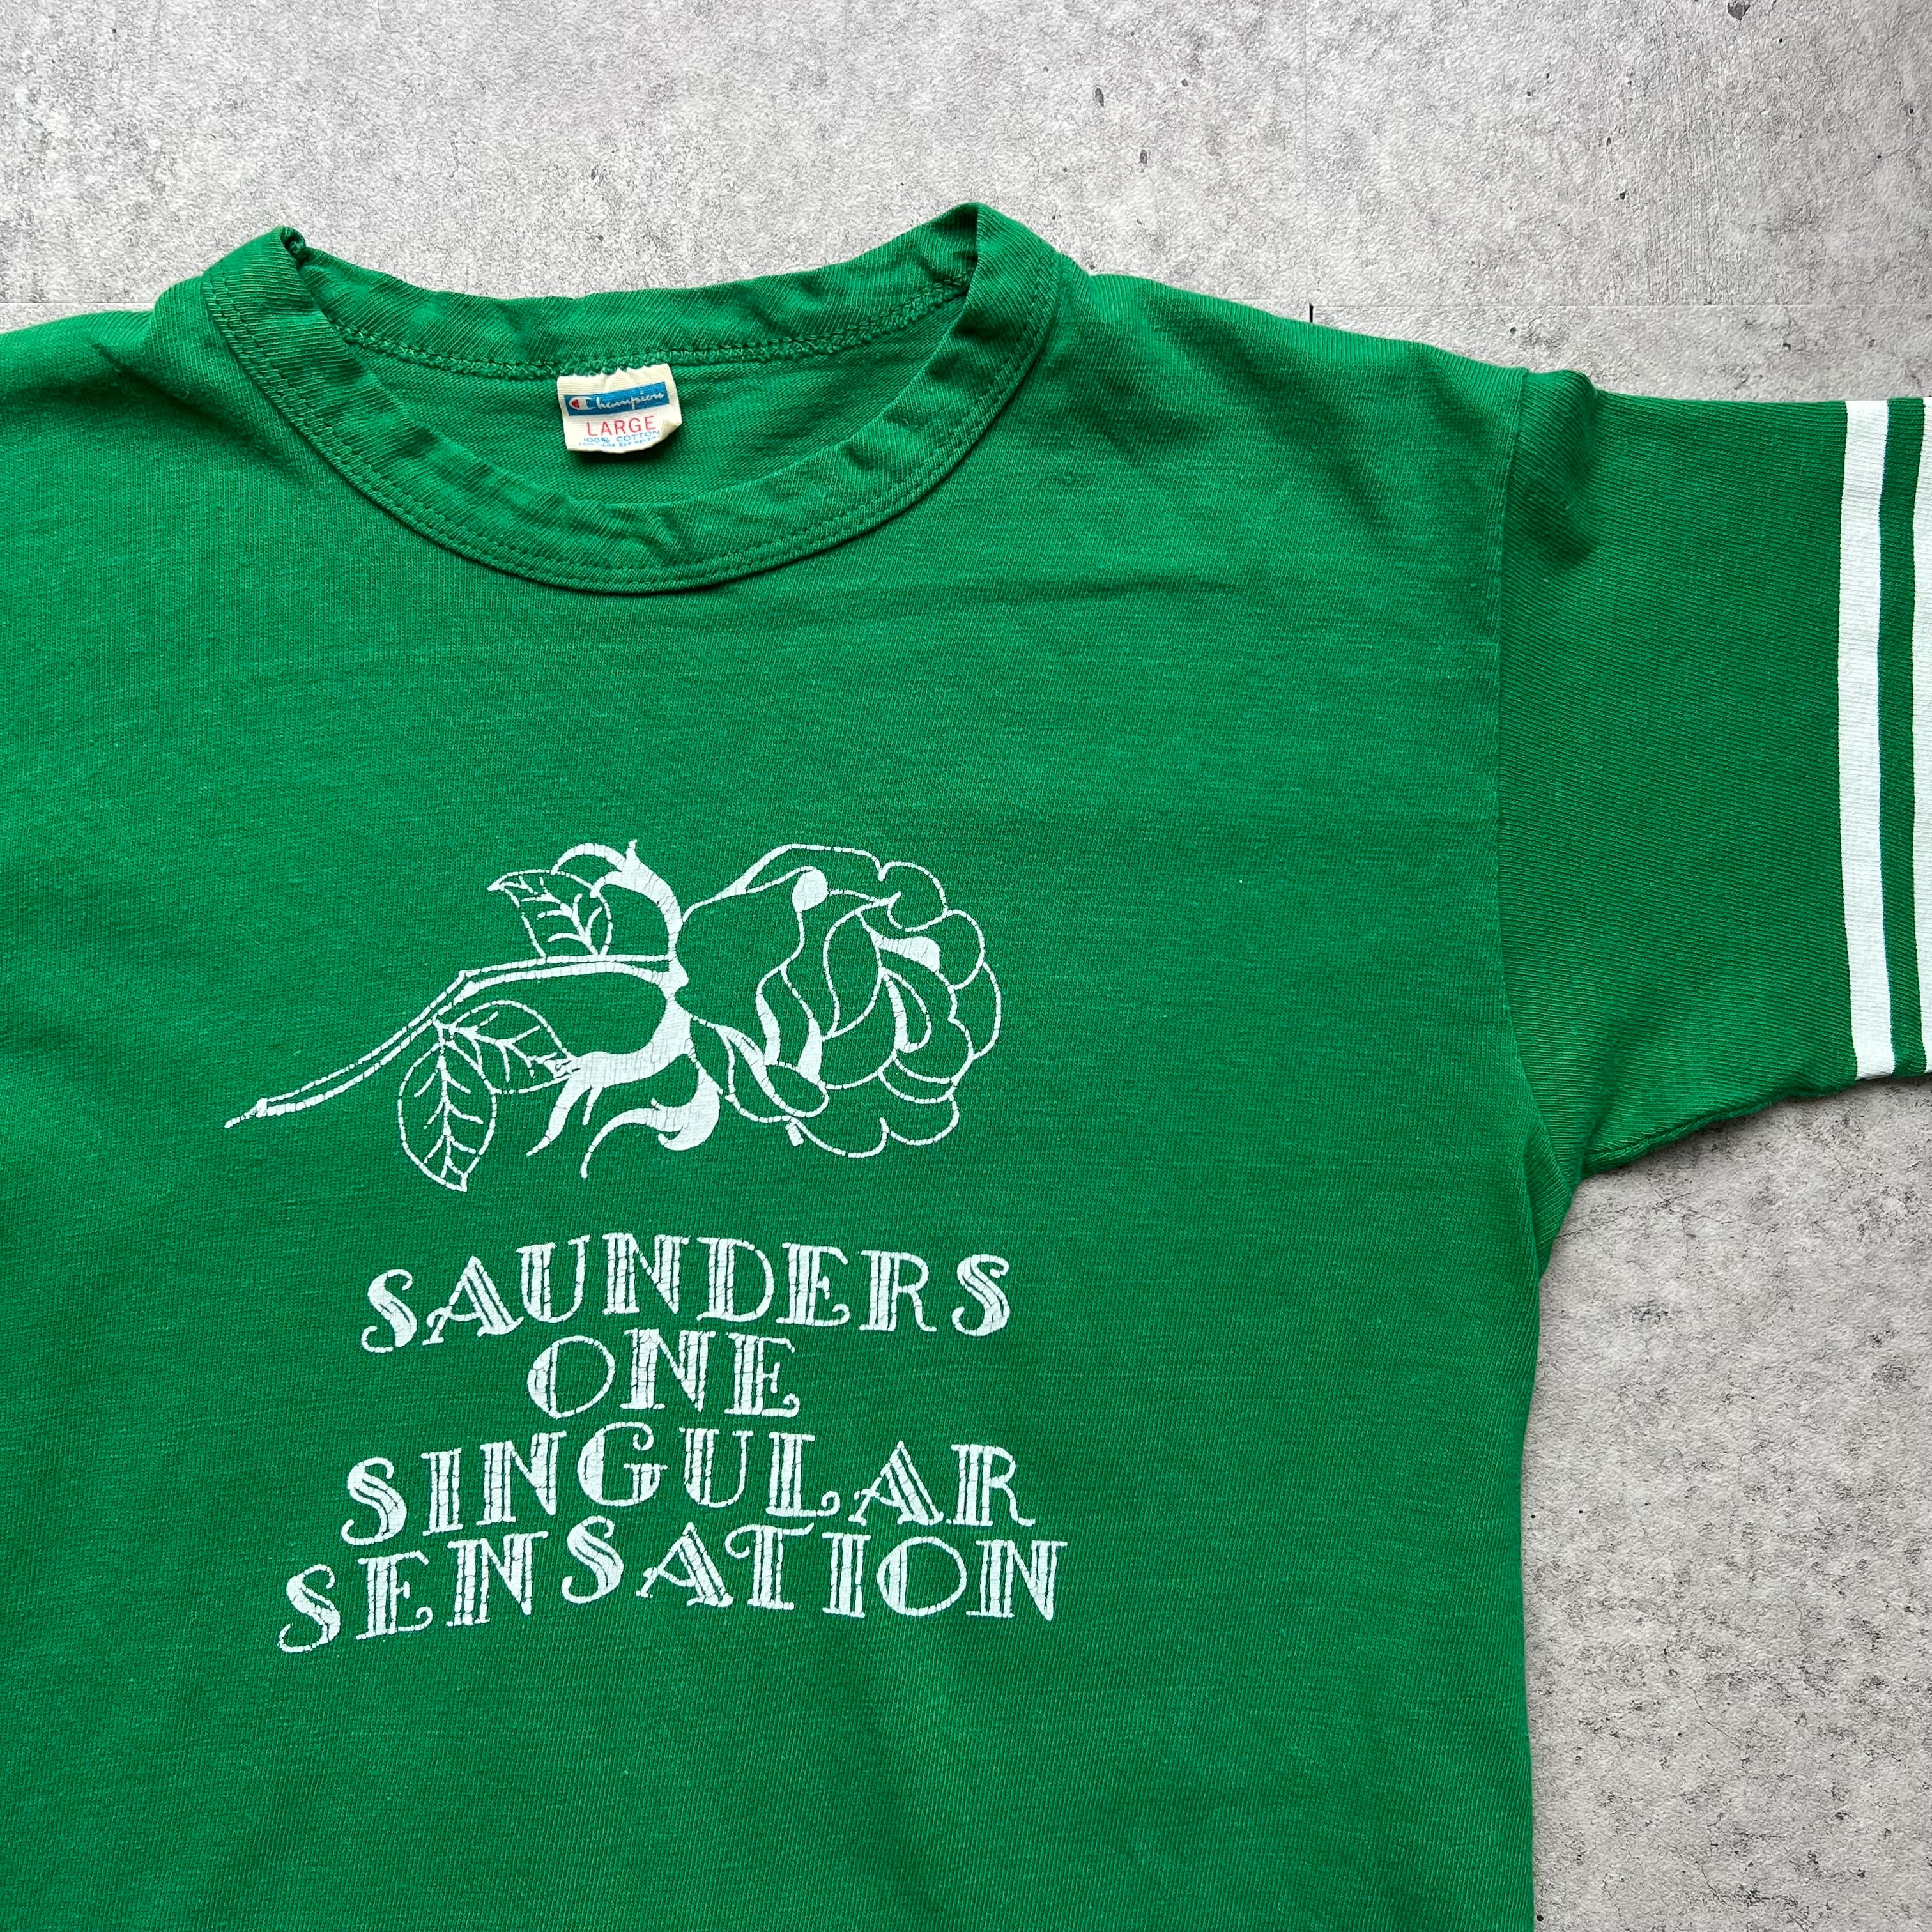 Champion
LARGE
100% COTTON
SAUNDERS
ONE
SINGULAR
SENSATION